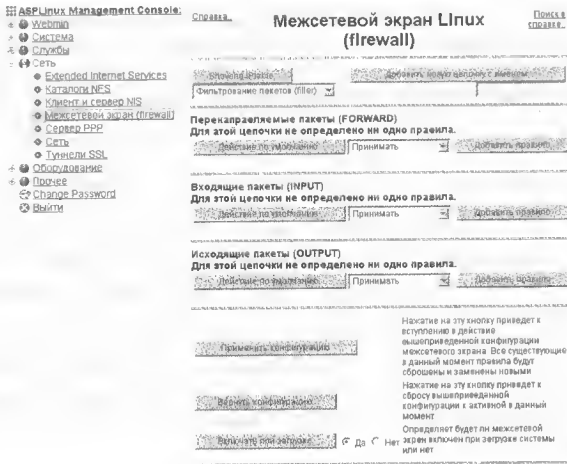 ASPLinux Management Console:
Webmin
Система
Службы
Сеть
Extended Internet Services
Каталоги NFS
Клиент и сервер NIS
Межсетевой экран (firewall)
Сервер PPP
Сеть
Туннели SSL
Оборудование
Прочее
Change Password
Выйти
Справка..
Межсетевой экран Linux
(firewall)
Поиск в
справке..
Showing iptable
Добавить новую цепочку с именем
Фильтрование пакетов (filter)
Перенаправляемые пакеты (FORWARD)
Для этой цепочки не определено ни одно правила.
Действие по умолчанию Принимать Добавить правило
Входящие пакеты (INPUT)
Для этой цепочки не определено ни одно правила.
Действие по умолчанию Принимать Добавить правило
Исходящие пакеты (OUTPUT)
Для этой цепочки не определено ни одно правила.
Действие по умолчанию Принимать Добавить правило
Применить конфигурацию
Нажатие на эту кнопку приведет к
вступлению в действие
вышеприведенной конфигурации
межсетевого экрана. Все существующие
в данный момент правила будут
сброшены и заменены новыми
Вернуть конфигурацию
Нажатие на эту кнопку приведет к
сбросу вышеприведанной
конфигурации к активной в данный
момент
Включать при загрузке Да Нет
Определяет будет ли межсетевой
экрен включен при загрузке системы
или нет